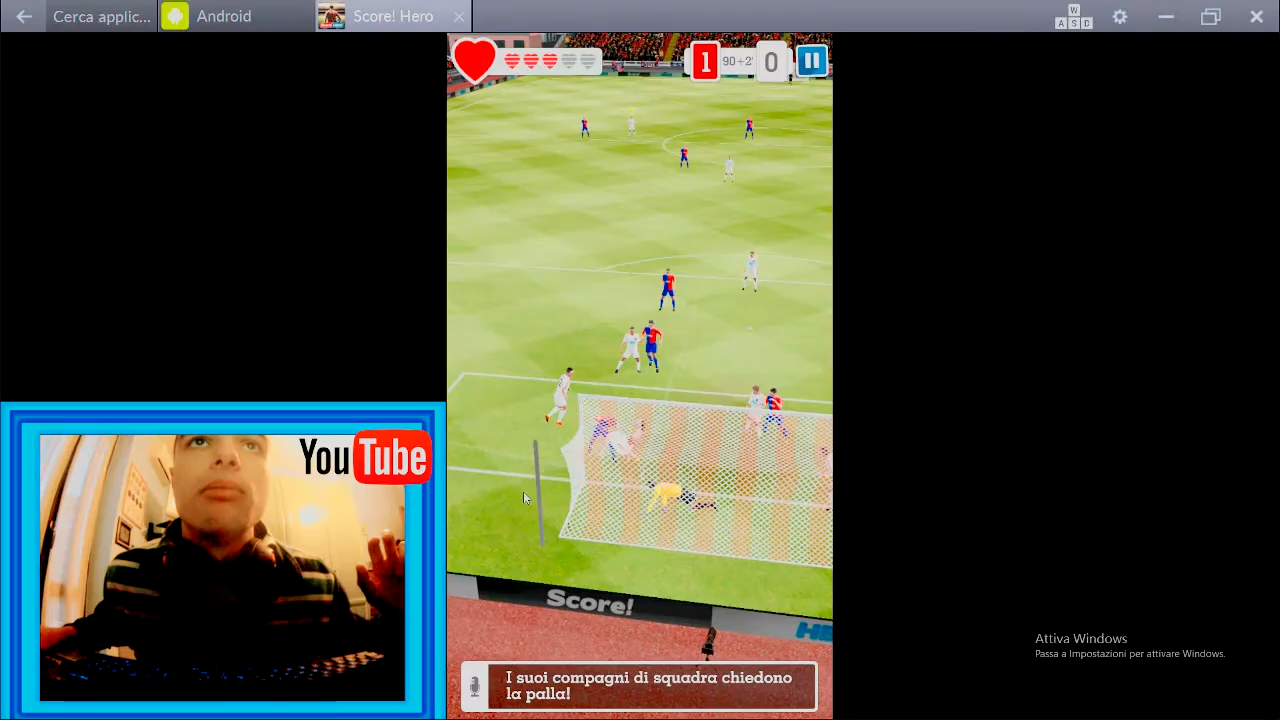 Cerca applic...
Android
Score! Hero
W
A S D
1
90+2'
0
YouTube
Score!
I suoi compagni di squadra chiedono
la palla!
Attiva Windows
Passa a Impostazioni per attivare Windows.